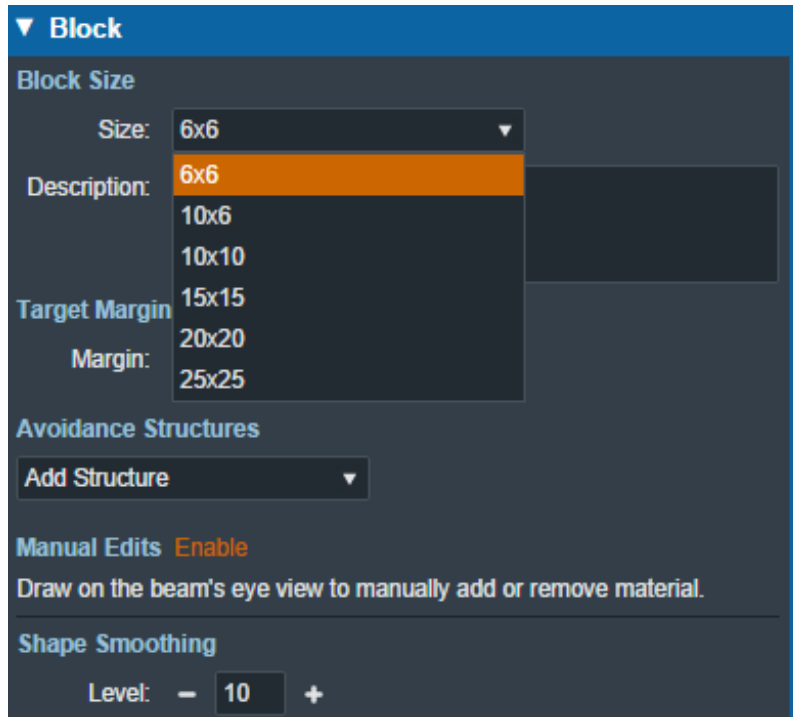 ▼ Block
Block Size
Size: 6x6
Description:
6x6
10x6
10x10
15x15
20x20
25x25
Target Margin
Margin:
Avoidance Structures
Add Structure
Manual Edits Enable
Draw on the beam's eye view to manually add or remove material.
Shape Smoothing
Level: − 10 +